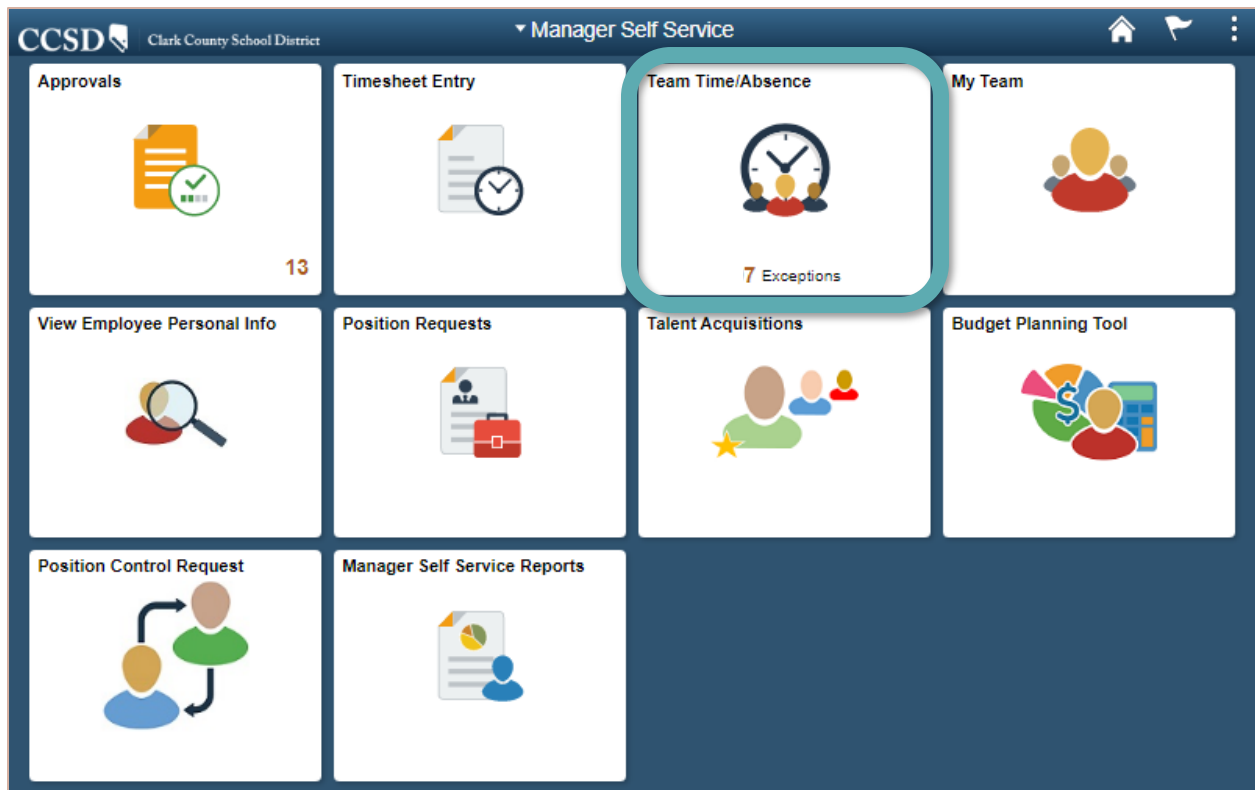 CCSD Clark County School District
Manager Self Service
Approvals
13
Timesheet Entry
Team Time/Absence
7 Exceptions
My Team
View Employee Personal Info
Position Requests
Talent Acquisitions
Budget Planning Tool
$
Position Control Request
Manager Self Service Reports